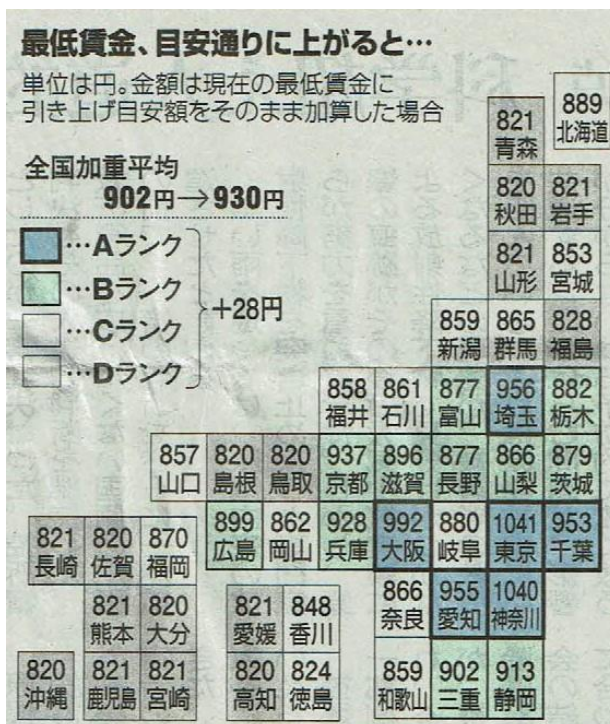 最低賃金、目安通りに上がると…
単位は円。金額は現在の最低賃金に
引き上げ目安額をそのまま加算した場合
全国加重平均
902円→930円
…Aランク
…Bランク
…Cランク
…Dランク
+28円
889
北海道
821
青森
820 821
秋田 岩手
821 853
山形 宮城
859 865 828
新潟 群馬 福島
858 861 877 956 882
福井 石川 富山 埼玉 栃木
857 820 820 937 896 877 866 879
山口 島根 鳥取 京都 滋賀 長野 山梨 茨城
821 820 870 899 862 928 992 880 1041 953
長崎 佐賀 福岡 広島 岡山 兵庫 大阪 岐阜 東京 千葉
821 820 821 848 866 955 1040
熊本 大分 愛媛 香川 奈良 愛知 神奈川
820 821 821 820 824 859 902 913
沖縄 鹿児島 宮崎 高知 徳島 和歌山 三重 静岡